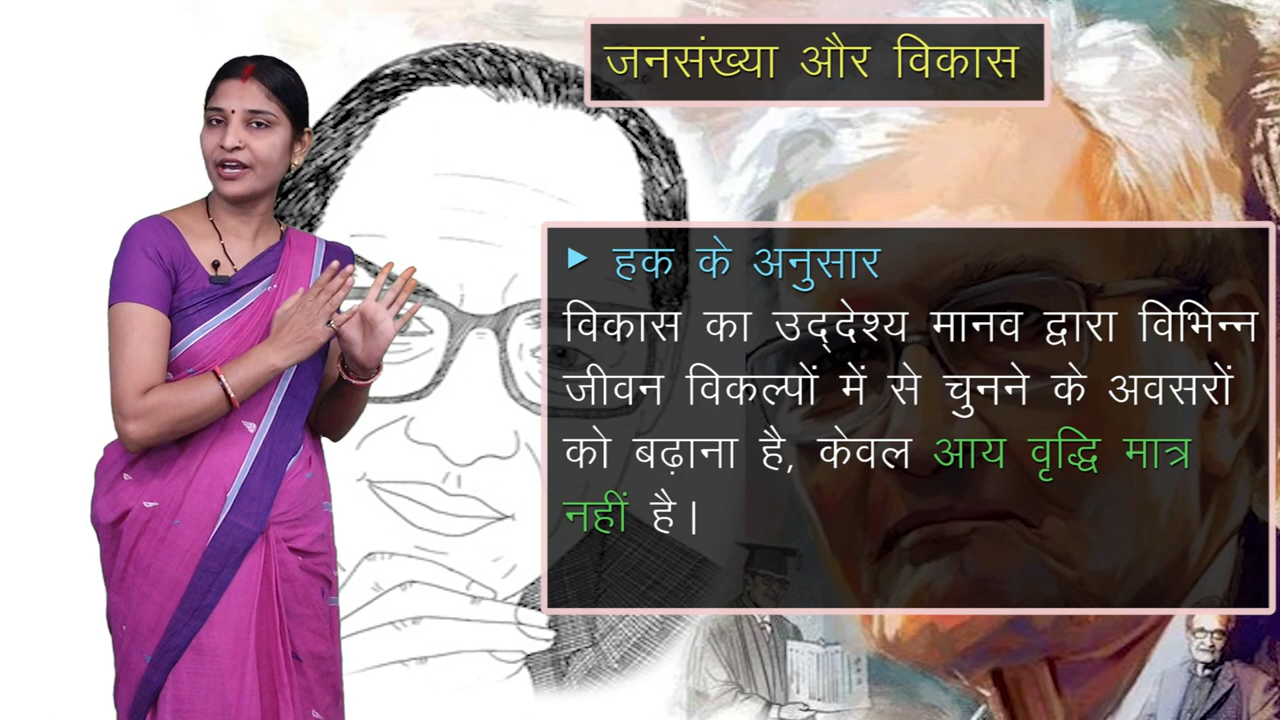 जनसंख्या और विकास
▶ हक के अनुसार
विकास का उद्देश्य मानव द्वारा विभिन्न
जीवन विकल्पों में से चुनने के अवसरों
को बढ़ाना है, केवल आय वृद्धि मात्र
नहीं है।